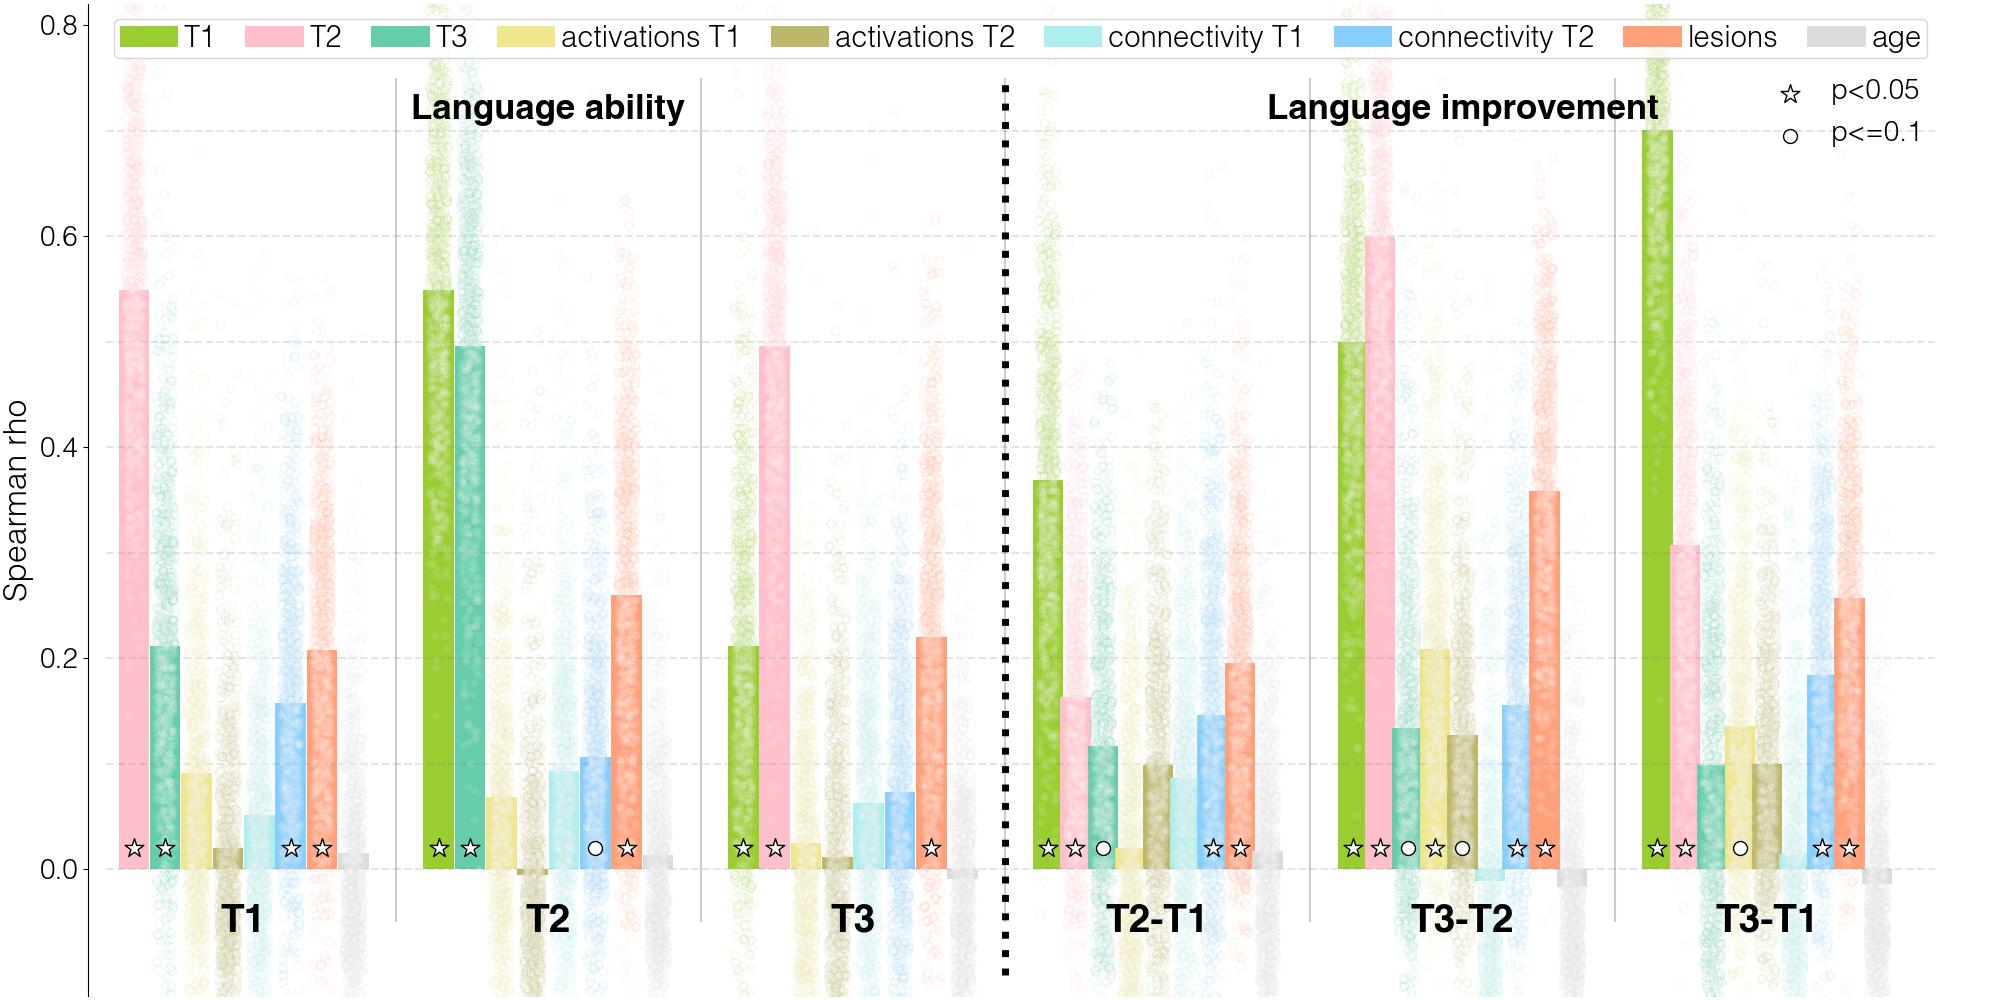 T1 T2 T3 activations T1 activations T2 connectivity T1 connectivity T2 lesions age
Language ability
Language improvement
p<0.05
p<=0.1
Spearman rho
0.8
0.6
0.4
0.2
0.0
T1 T2 T3 T2-T1 T3-T2 T3-T1